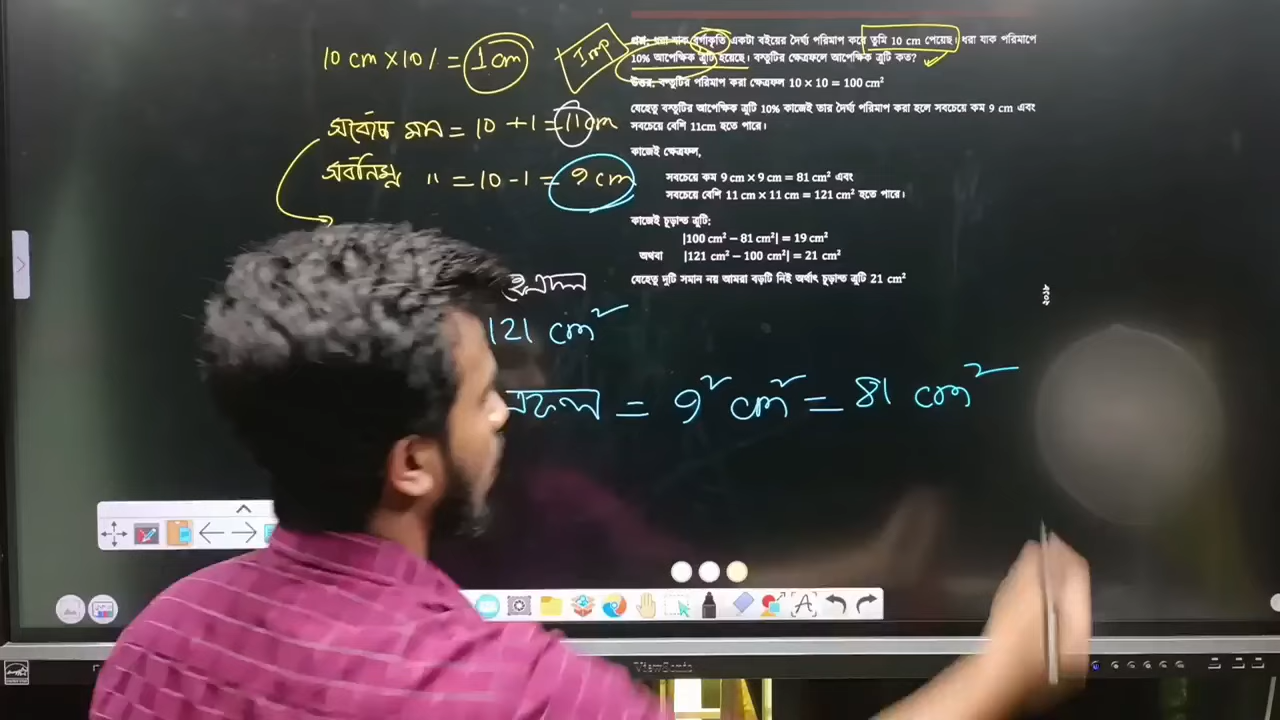 10 cm × 10% = 1 cm
Imp
সর্বোচ্চ মান = 10 + 1 = 11 cm
সর্বনিম্ন " = 10 - 1 = 9 cm
121 cm²
= 9² cm² = 81 cm²
প্রশ্ন: ধরা যাক বর্গাকৃতি একটা বইয়ের দৈর্ঘ্য পরিমাপ করে তুমি 10 cm পেয়েছ। ধরা যাক পরিমাপে
10% আপেক্ষিক ত্রুটি হয়েছে। বস্তুটির ক্ষেত্রফলে আপেক্ষিক ত্রুটি কত?
উত্তর: বস্তুটির পরিমাপ করা ক্ষেত্রফল 10 × 10 = 100 cm²
যেহেতু বস্তুটির আপেক্ষিক ত্রুটি 10% কাজেই তার দৈর্ঘ্য পরিমাপ করা হলে সবচেয়ে কম 9 cm এবং
সবচেয়ে বেশি 11cm হতে পারে।
কাজেই ক্ষেত্রফল,
সবচেয়ে কম 9 cm × 9 cm = 81 cm² এবং
সবচেয়ে বেশি 11 cm × 11 cm = 121 cm² হতে পারে।
কাজেই চূড়ান্ত ত্রুটি:
|100 cm² – 81 cm²| = 19 cm²
অথবা |121 cm² – 100 cm²| = 21 cm²
যেহেতু দুটি সমান নয় আমরা বড়টি নিই অর্থাৎ চূড়ান্ত ত্রুটি 21 cm²
ViewSonic